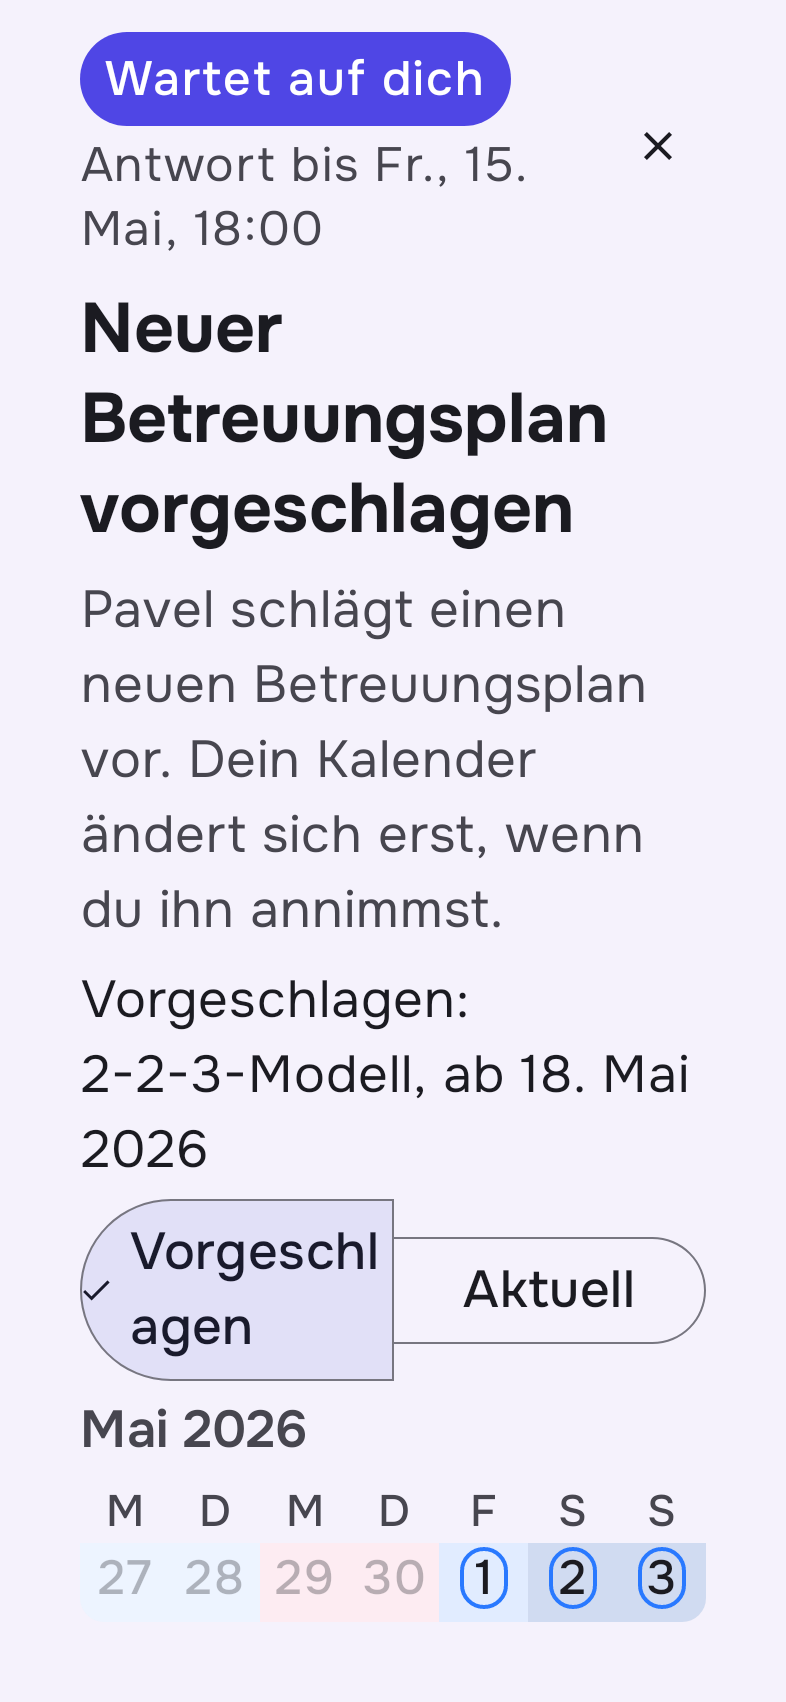 Wartet auf dich
Antwort bis Fr., 15.
Mai, 18:00
Neuer
Betreuungsplan
vorgeschlagen
Pavel schlägt einen
neuen Betreuungsplan
vor. Dein Kalender
ändert sich erst, wenn
du ihn annimmst.
Vorgeschlagen:
2-2-3-Modell, ab 18. Mai
2026
Vorgeschl
agen
Aktuell
Mai 2026
M D M D F S S
27 28 29 30 1 2 3